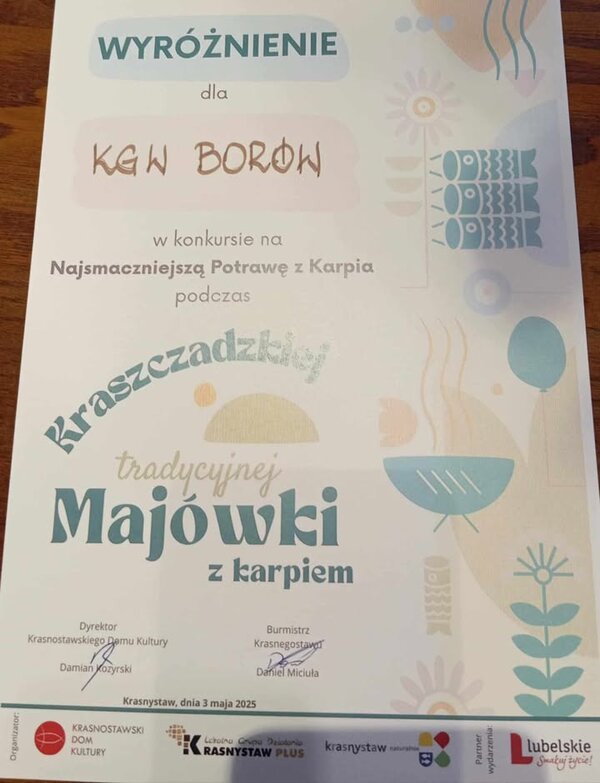 WYRÓŻNIENIE
dla
KGW BORÓW
w konkursie na
Najsmaczniejszą Potrawę z Karpia
podczas
Kraszczadzkiej
tradycyjnej
Majówki
z karpiem
Dyrektor
Krasnostawskiego Domu Kultury
Damian Kozyrski
Burmistrz
Krasnegostawu
Daniel Miciuła
Krasnystaw, dnia 3 maja 2025
Organizator:
KRASNOSTAWSKI
DOM
KULTURY
Lokalna Grupa Działania
KRASNYSTAW PLUS
krasnystaw naturalnie
Partner
wydarzenia:
Lubelskie
Smakuj życie!